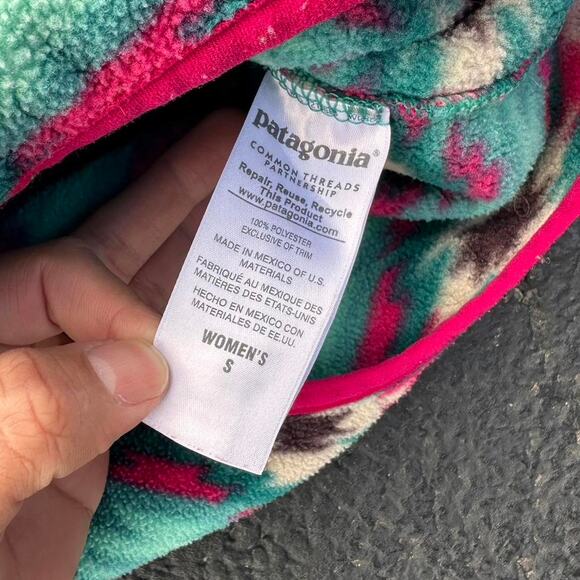 patagonia®
COMMON THREADS
PARTNERSHIP
Repair, Reuse, Recycle
This Product
www.patagonia.com
100% POLYESTER
EXCLUSIVE OF TRIM
MADE IN MEXICO OF U.S.
MATERIALS
FABRIQUÉ AU MEXIQUE DES
MATIÈRES DES ETATS-UNIS
HECHO EN MÉXICO CON
MATERIALES DE EE.UU.
WOMEN'S
S